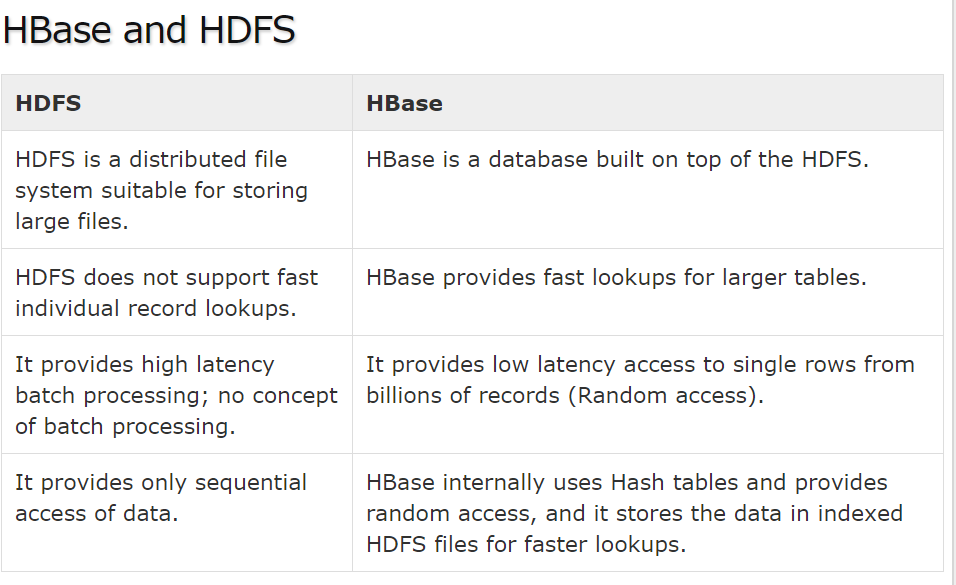 HBase and HDFS
HDFS
HBase
HDFS is a distributed file
system suitable for storing
large files.
HBase is a database built on top of the HDFS.
HDFS does not support fast
individual record lookups.
HBase provides fast lookups for larger tables.
It provides high latency
batch processing; no concept
of batch processing.
It provides low latency access to single rows from
billions of records (Random access).
It provides only sequential
access of data.
HBase internally uses Hash tables and provides
random access, and it stores the data in indexed
HDFS files for faster lookups.